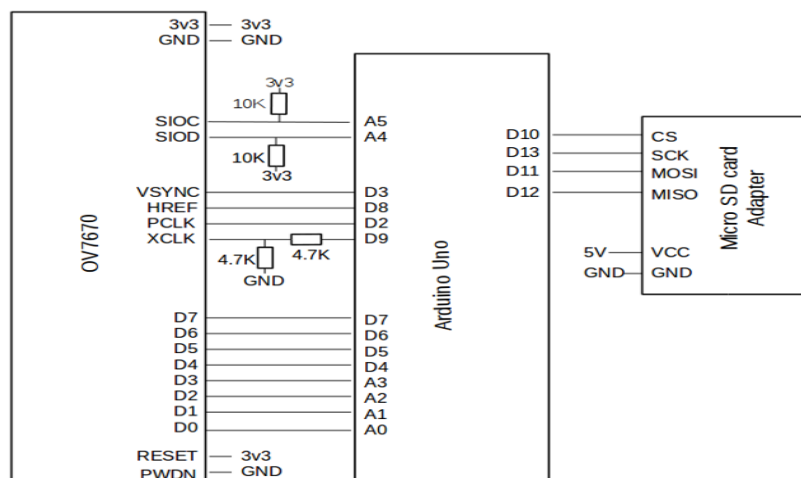 3v3 3v3
GND GND
3v3
10K
SIOC A5
SIOD A4
10K
3v3
VSYNC D3
HREF D8
PCLK D2
XCLK D9
4.7K 4.7K
GND
D7 D7
D6 D6
D5 D5
D4 D4
D3 A3
D2 A2
D1 A1
D0 A0
RESET 3v3
PWDN GND
OV7670
Arduino Uno
D10 CS
D13 SCK
D11 MOSI
D12 MISO
5V VCC
GND GND
Micro SD card
Adapter